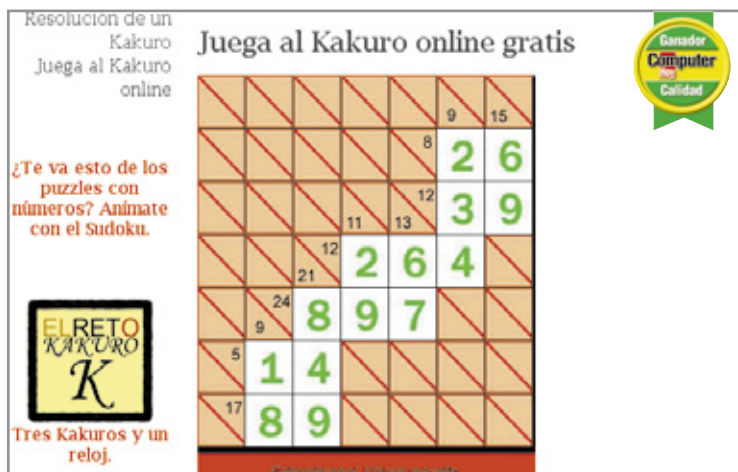 Resolución de un
Kakuro
Juega al Kakuro
online
¿Te va esto de los
puzzles con
números? Anímate
con el Sudoku.
ELRETO
KAKURO
K
Tres Kakuros y un
reloj.
Juega al Kakuro online gratis
9 15
8 2 6
11 13 12 3 9
21 12 2 6 4
9 24 8 9 7
5 1 4
17 8 9
Ganador
Computer
hoy
Calidad